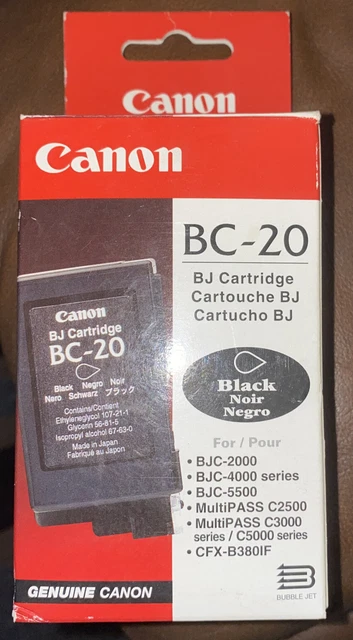 Canon
Canon
BC-20
BJ Cartridge
Cartouche BJ
Cartucho BJ
Canon
BJ Cartridge
BC-20
Black Negro Noir
Nero Schwarz ブラック
Contains/Contient
Ethyleneglycol 107-21-1
Glycerin 56-81-5
Isopropyl alcohol 67-63-0
Made in Japan
Fabriqué au Japon
Black
Noir
Negro
For / Pour
• BJC-2000
• BJC-4000 series
• BJC-5500
• MultiPASS C2500
• MultiPASS C3000
series / C5000 series
• CFX-B380IF
GENUINE CANON
BUBBLE JET